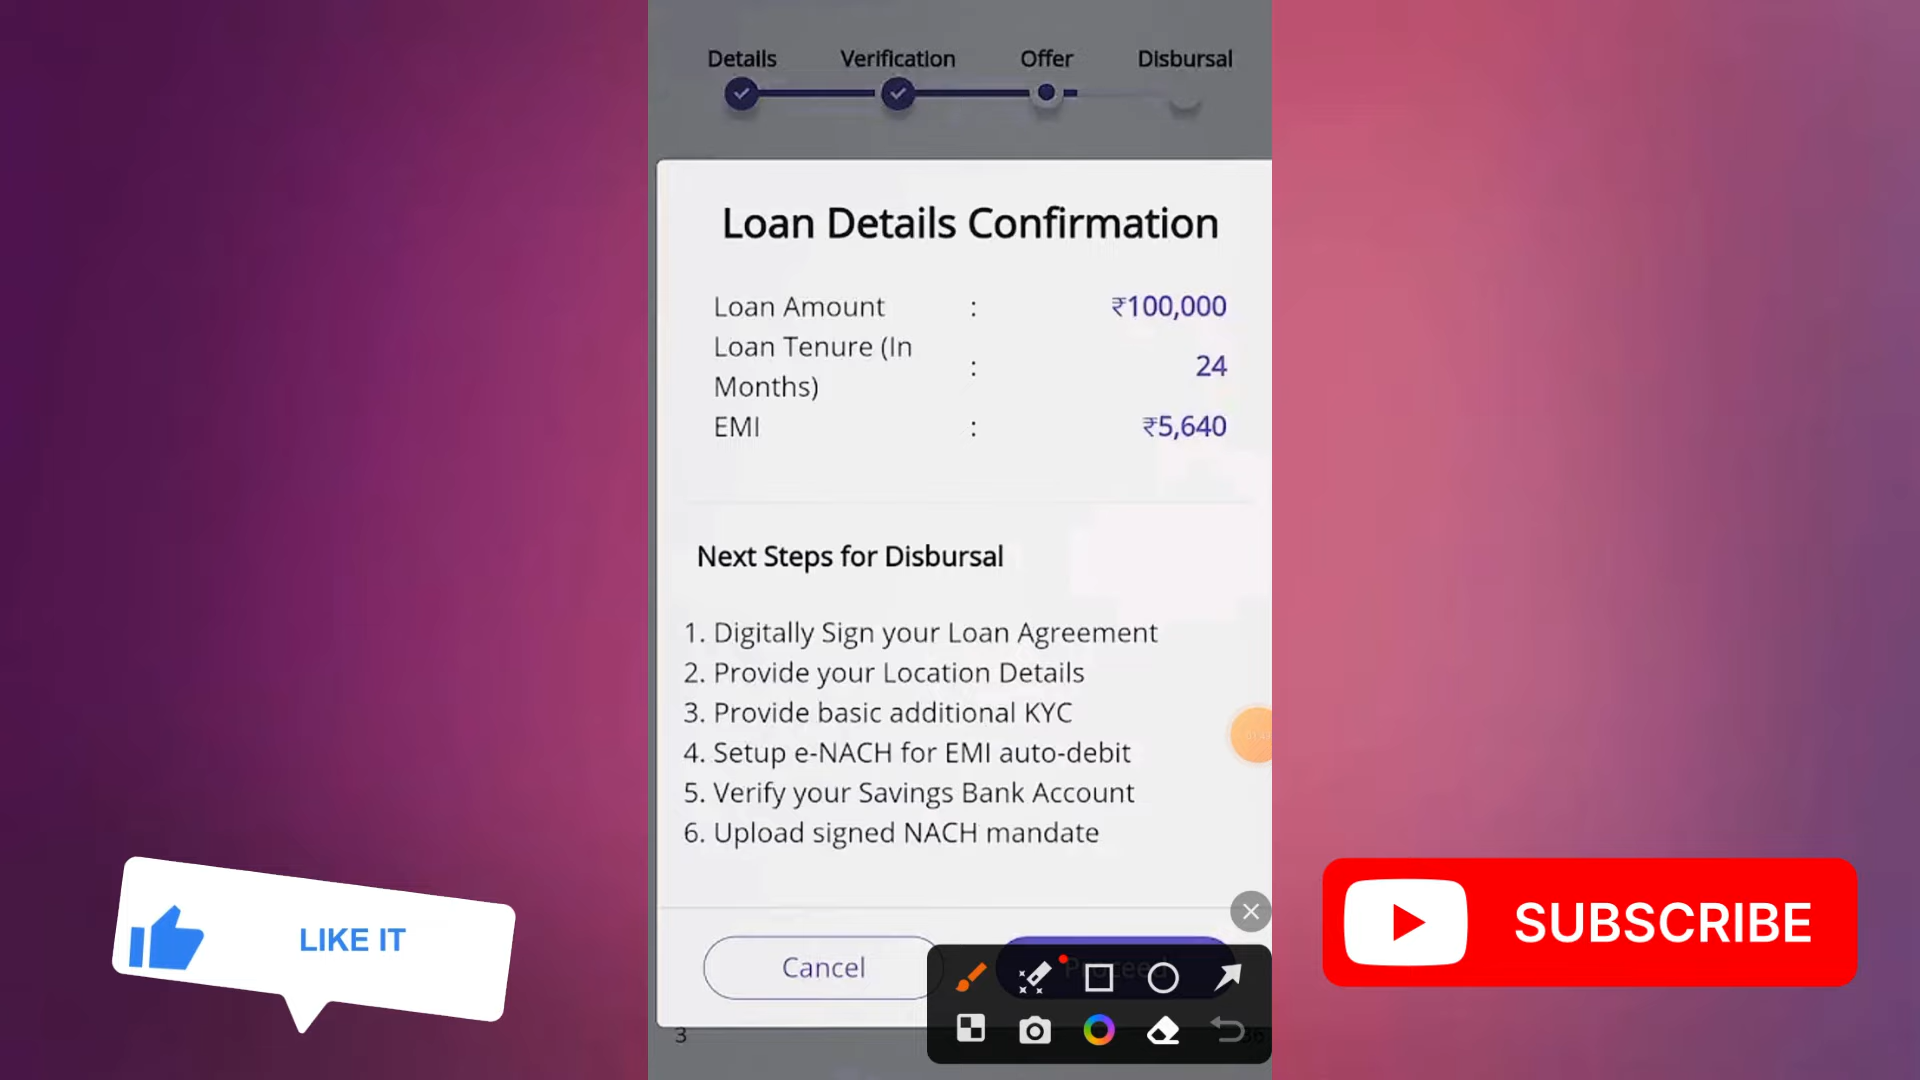 Details Verification Offer Disbursal
Loan Details Confirmation
Loan Amount : ₹100,000
Loan Tenure (In
Months) : 24
EMI : ₹5,640
Next Steps for Disbursal
1. Digitally Sign your Loan Agreement
2. Provide your Location Details
3. Provide basic additional KYC
4. Setup e-NACH for EMI auto-debit
5. Verify your Savings Bank Account
6. Upload signed NACH mandate
Cancel Proceed
3 36
LIKE IT
SUBSCRIBE